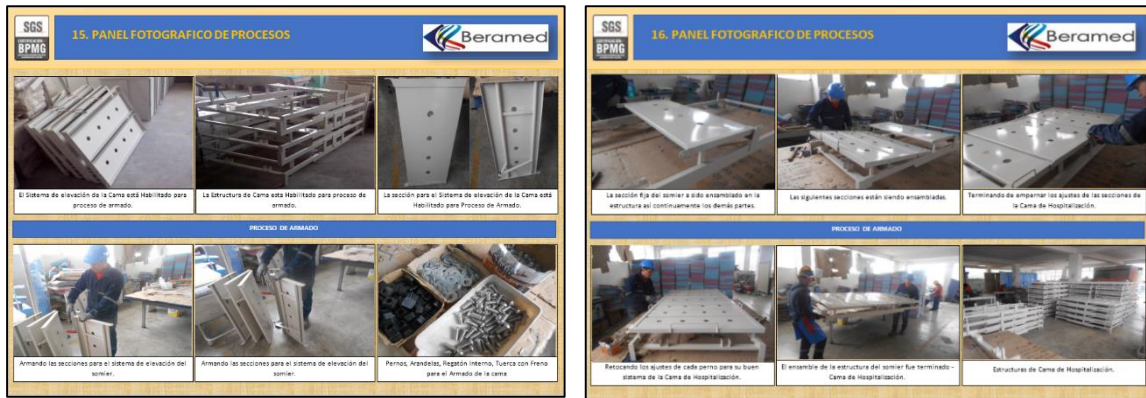 SGS
CERTIFICACIÓN
BPMG
15. PANEL FOTOGRAFICO DE PROCESOS
Beramed
El Sistema de elevación de la Cama está Habilitado para
proceso de armado.
La Estructura de Cama esta Habilitado para proceso de
armado.
La sección para el Sistema de elevación de la Cama está
Habilitado para Proceso de Armado.
PROCESO DE ARMADO
Armando las secciones para el sistema de elevación del
somier.
Armando las secciones para el sistema de elevación del
somier.
Pernos, Arandelas, Regatón Interno, Tuerca con Freno
para el Armado de la cama
SGS
CERTIFICACIÓN
BPMG
16. PANEL FOTOGRAFICO DE PROCESOS
Beramed
La sección fija del somier a sido ensamblado en la
estructura así continuamente los demás partes.
Las siguientes secciones están siendo ensambladas.
Terminando de empernar los ajustes de las secciones de
la Cama de Hospitalización.
PROCESO DE ARMADO
Retocando los ajustes de cada perno para su buen
sistema de la Cama de Hospitalización.
El ensamble de la estructura del somier fue terminado -
Cama de Hospitalización.
Estructuras de Cama de Hospitalización.